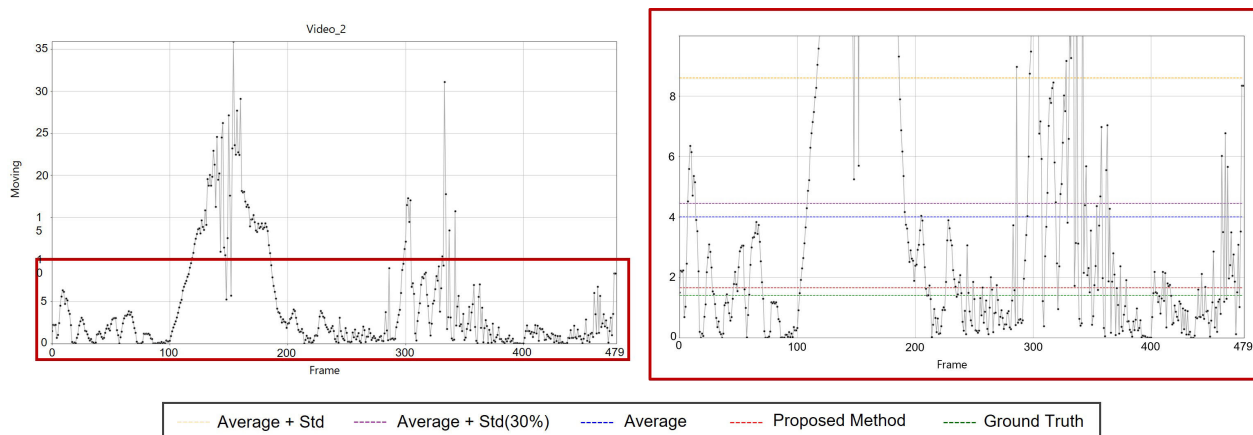 Video_2
35
30
25
20
1
5
1
0
5
0
Moving
0 100 200 300 400 479
Frame
8
6
4
2
0
0 100 200 300 400 479
Frame
Average + Std Average + Std(30%) Average Proposed Method Ground Truth